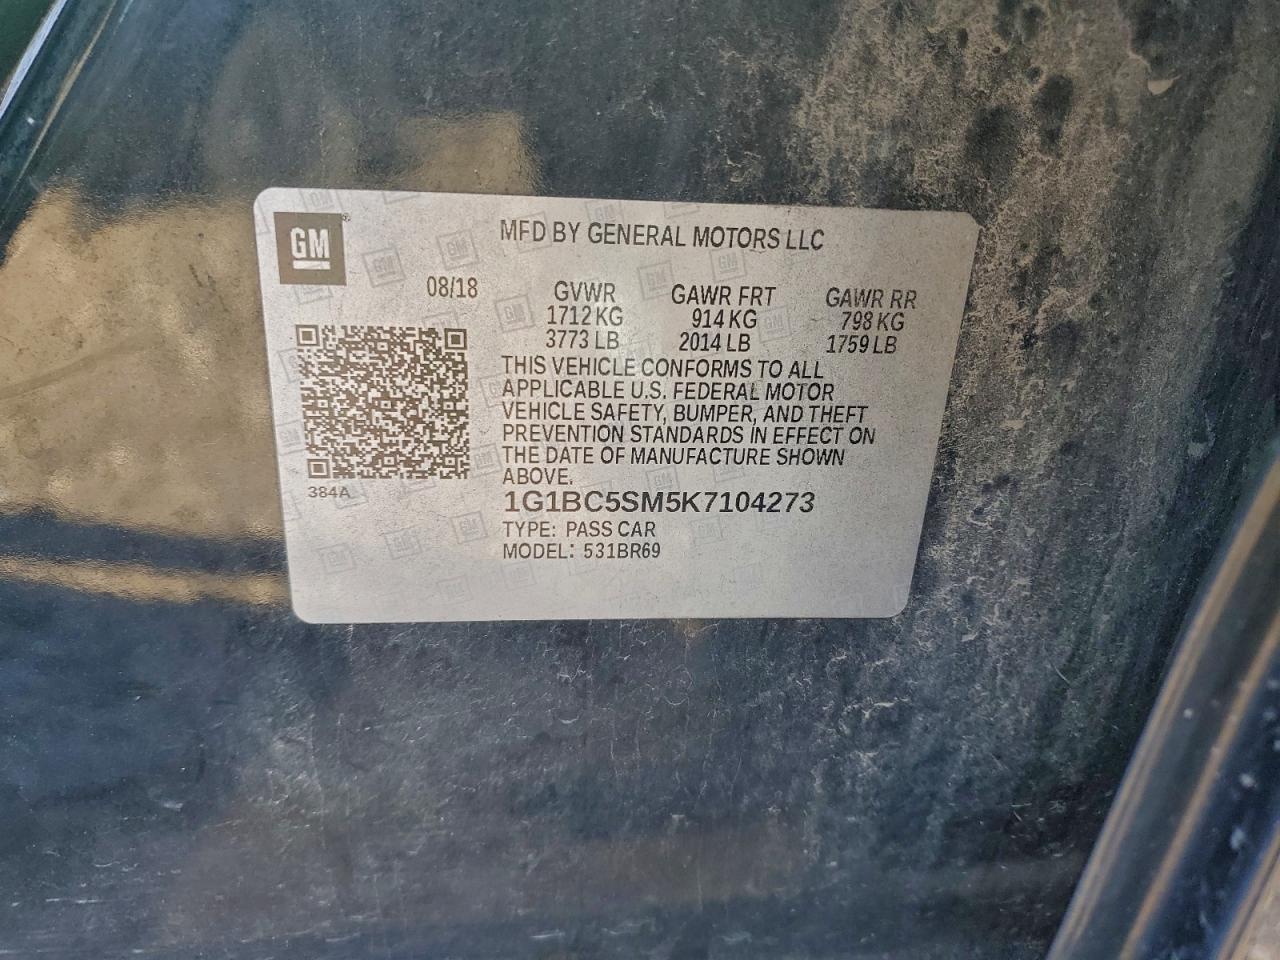 GM
MFD BY GENERAL MOTORS LLC
08/18
GVWR GAWR FRT GAWR RR
1712 KG 914 KG 798 KG
3773 LB 2014 LB 1759 LB
THIS VEHICLE CONFORMS TO ALL
APPLICABLE U.S. FEDERAL MOTOR
VEHICLE SAFETY, BUMPER, AND THEFT
PREVENTION STANDARDS IN EFFECT ON
THE DATE OF MANUFACTURE SHOWN
ABOVE.
384A
1G1BC5SM5K7104273
TYPE: PASS CAR
MODEL: 531BR69